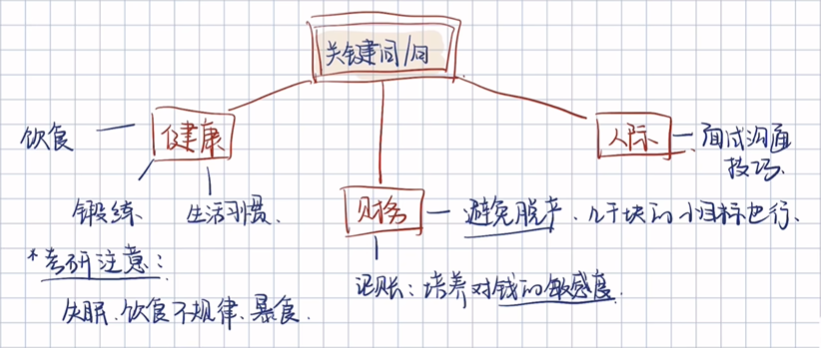 关键词/句
饮食
健康
人际
面试沟通
技巧.
锻练.
生活习惯.
财务
避免脱产. 几千块的小目标也行.
*考研注意:
记账: 培养对钱的敏感度.
失眠.饮食不规律.暴食.